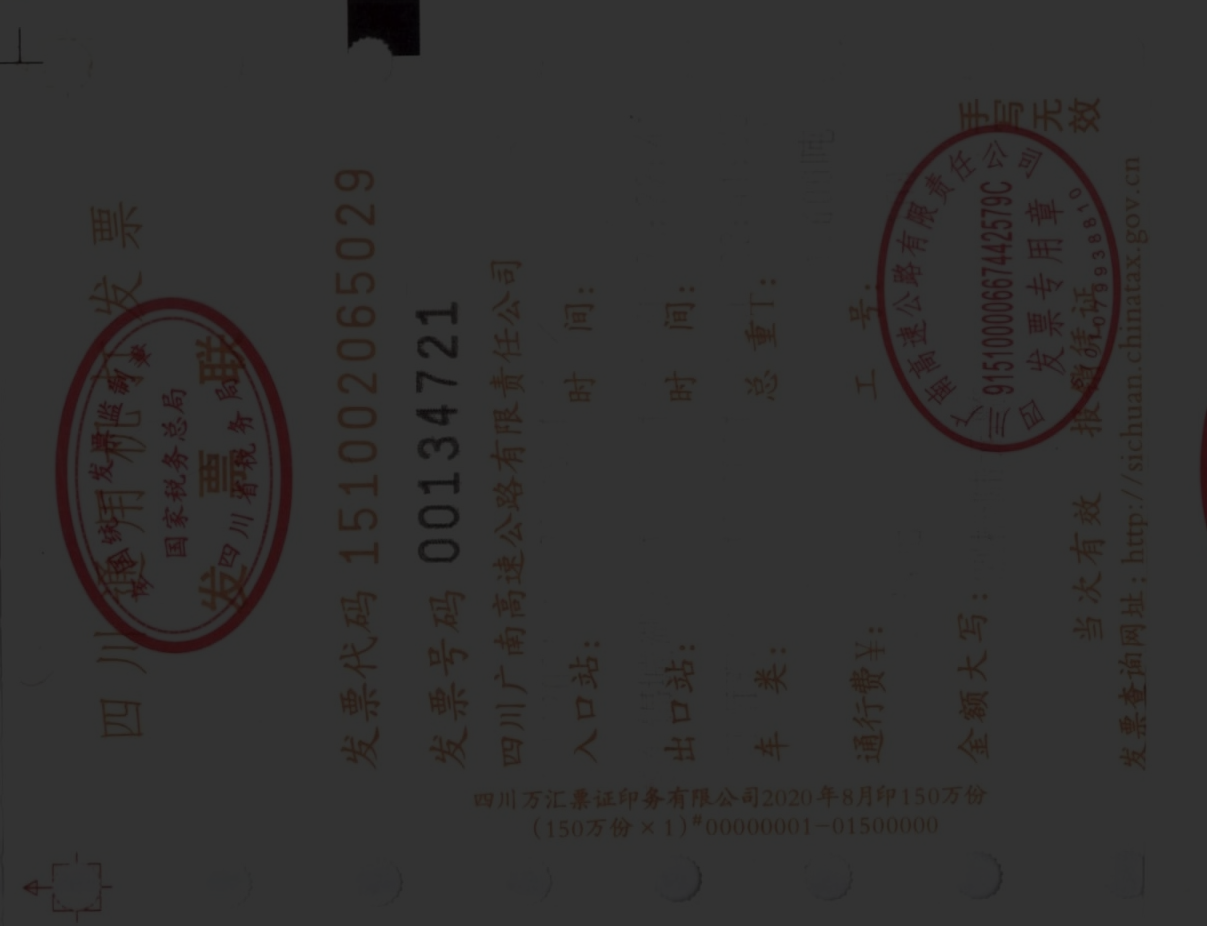 四川通用机打发票
发票联
全国统一发票监制章
国家税务总局
四川省税务局
发票代码 151002065029
发票号码 00134721
四川广南高速公路有限责任公司
入口站： 时 间：
出口站： 时 间：
车 类： 总 重T：
通行费￥： 工 号：
金额大写：
手写无效
四川广南高速公路有限责任公司
91510000667442579C
发票专用章
当次有效 报销凭证
发票查询网址：http://sichuan.chinatax.gov.cn
四川万汇票证印务有限公司2020年8月印150万份
（150万份×1）#00000001-01500000